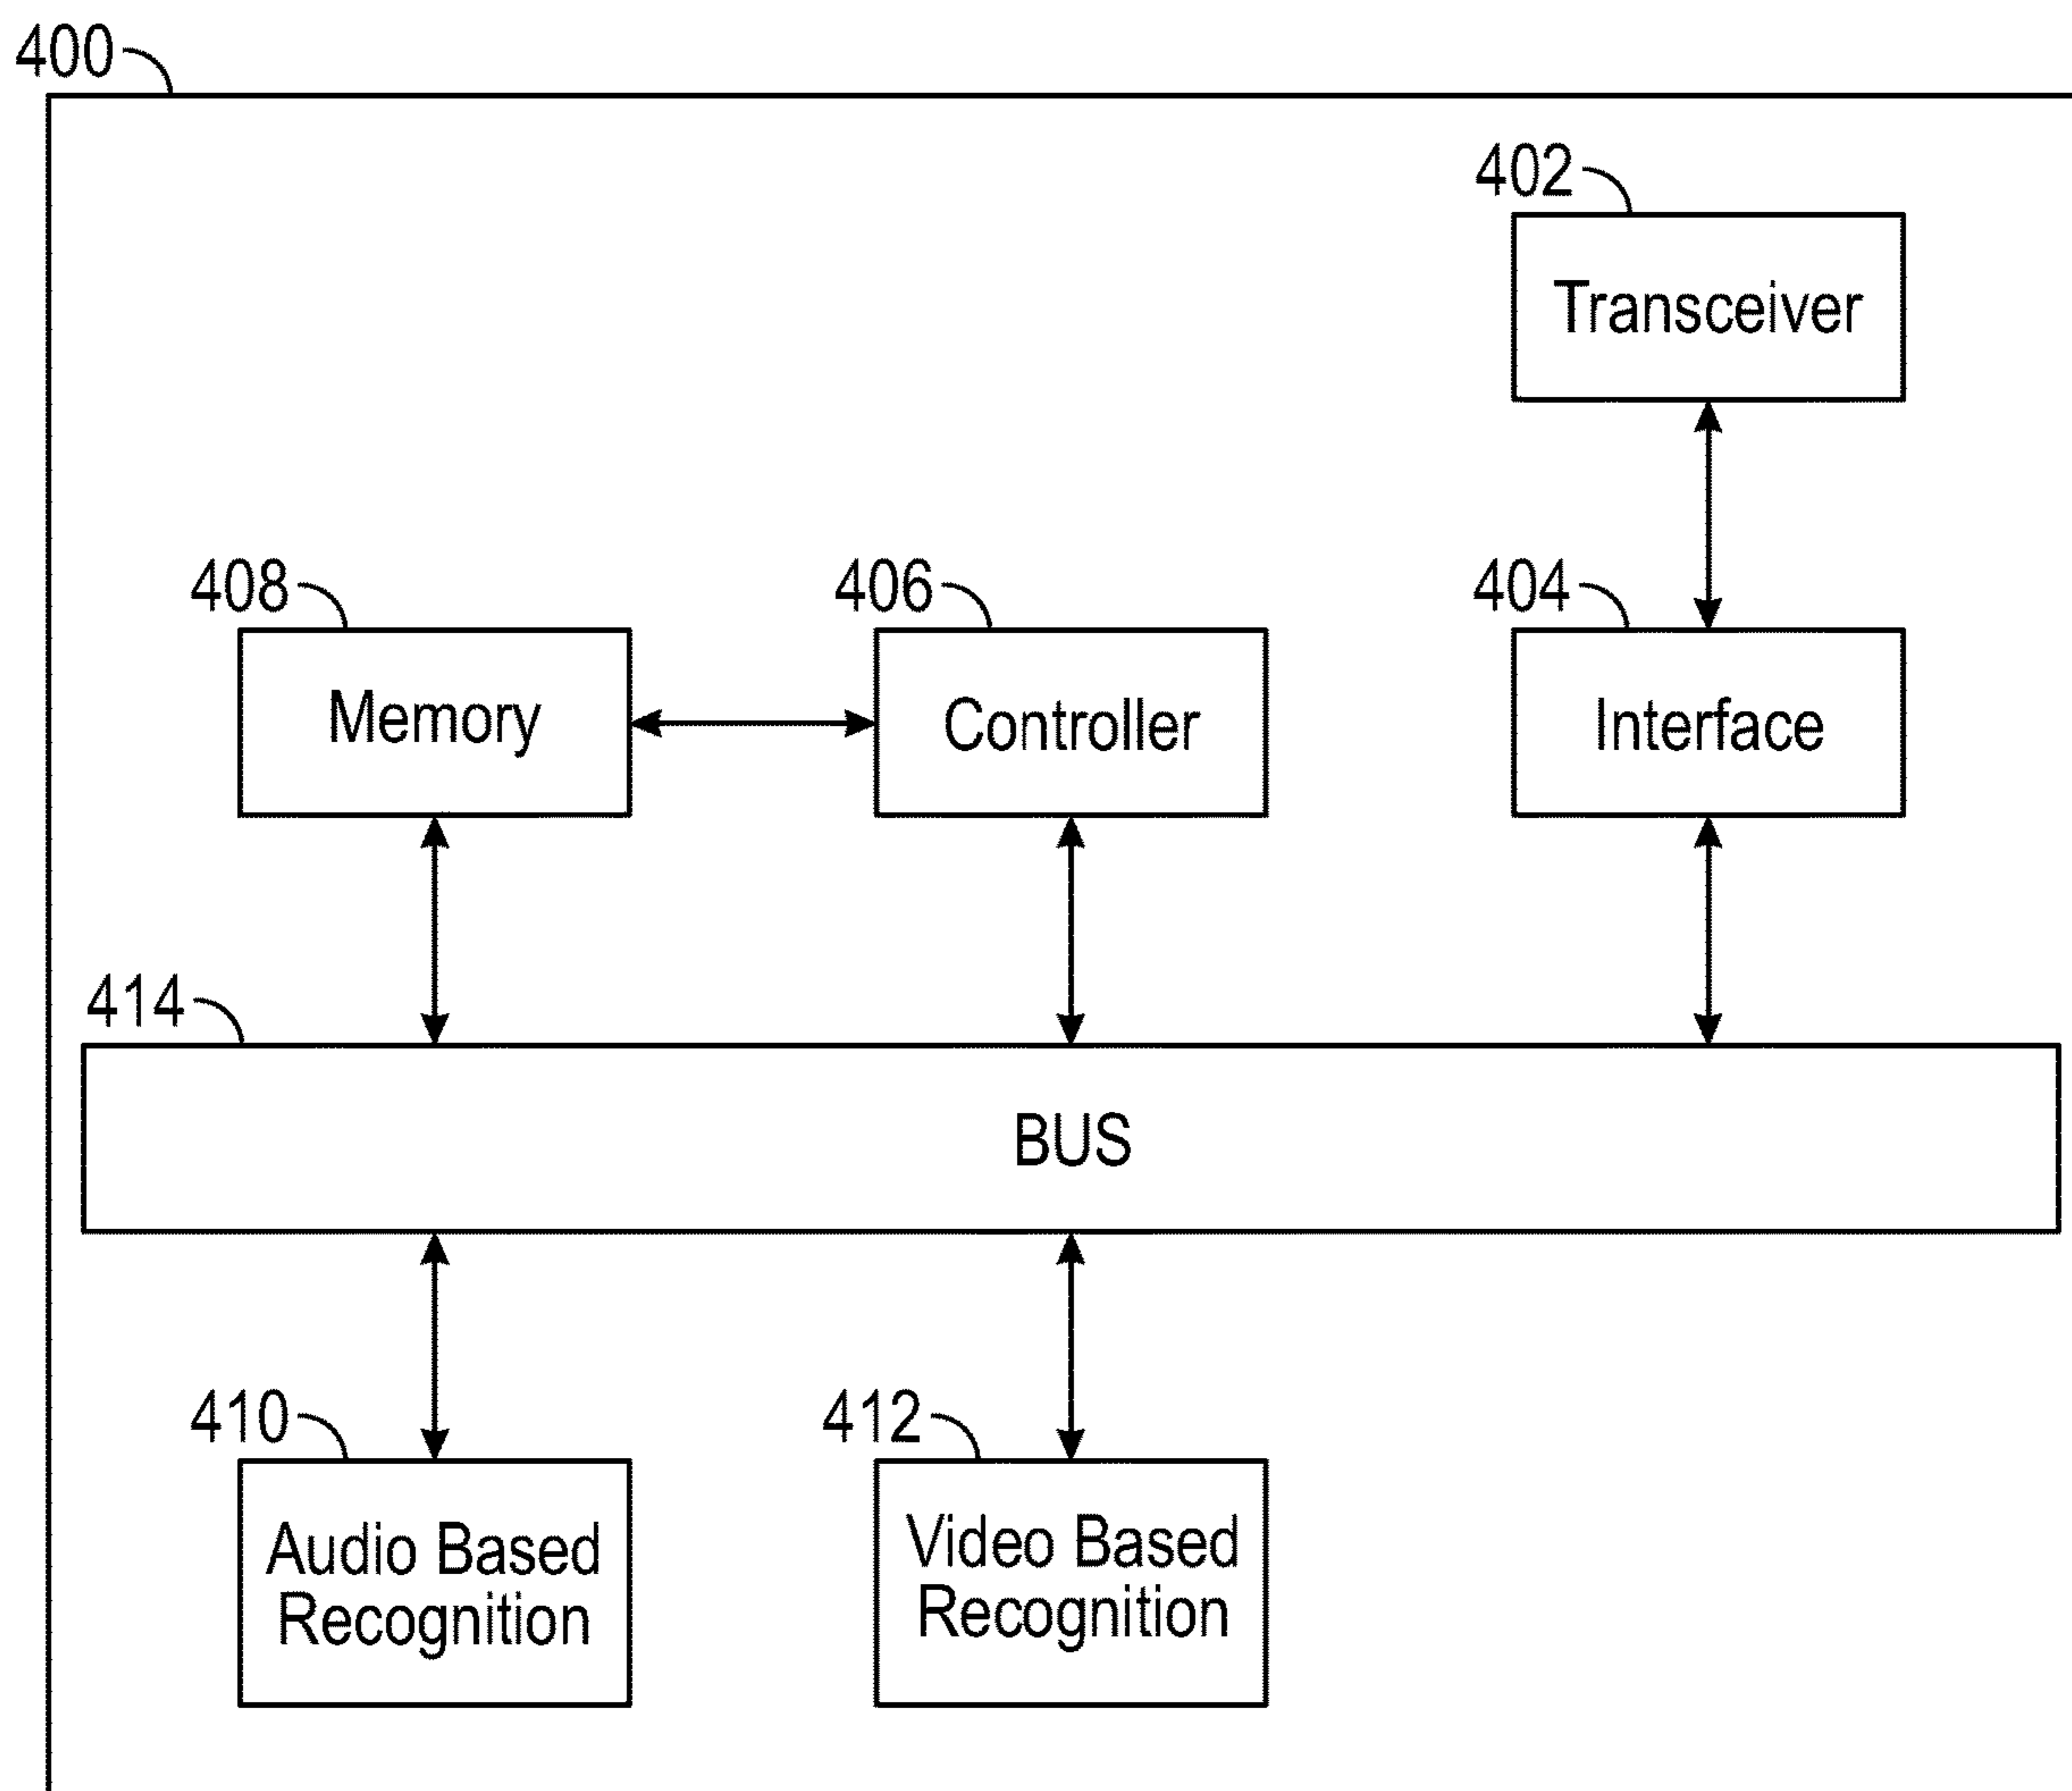 400
402
Transceiver
408
406
404
Memory
Controller
Interface
414
BUS
410
412
Audio Based
Recognition
Video Based
Recognition